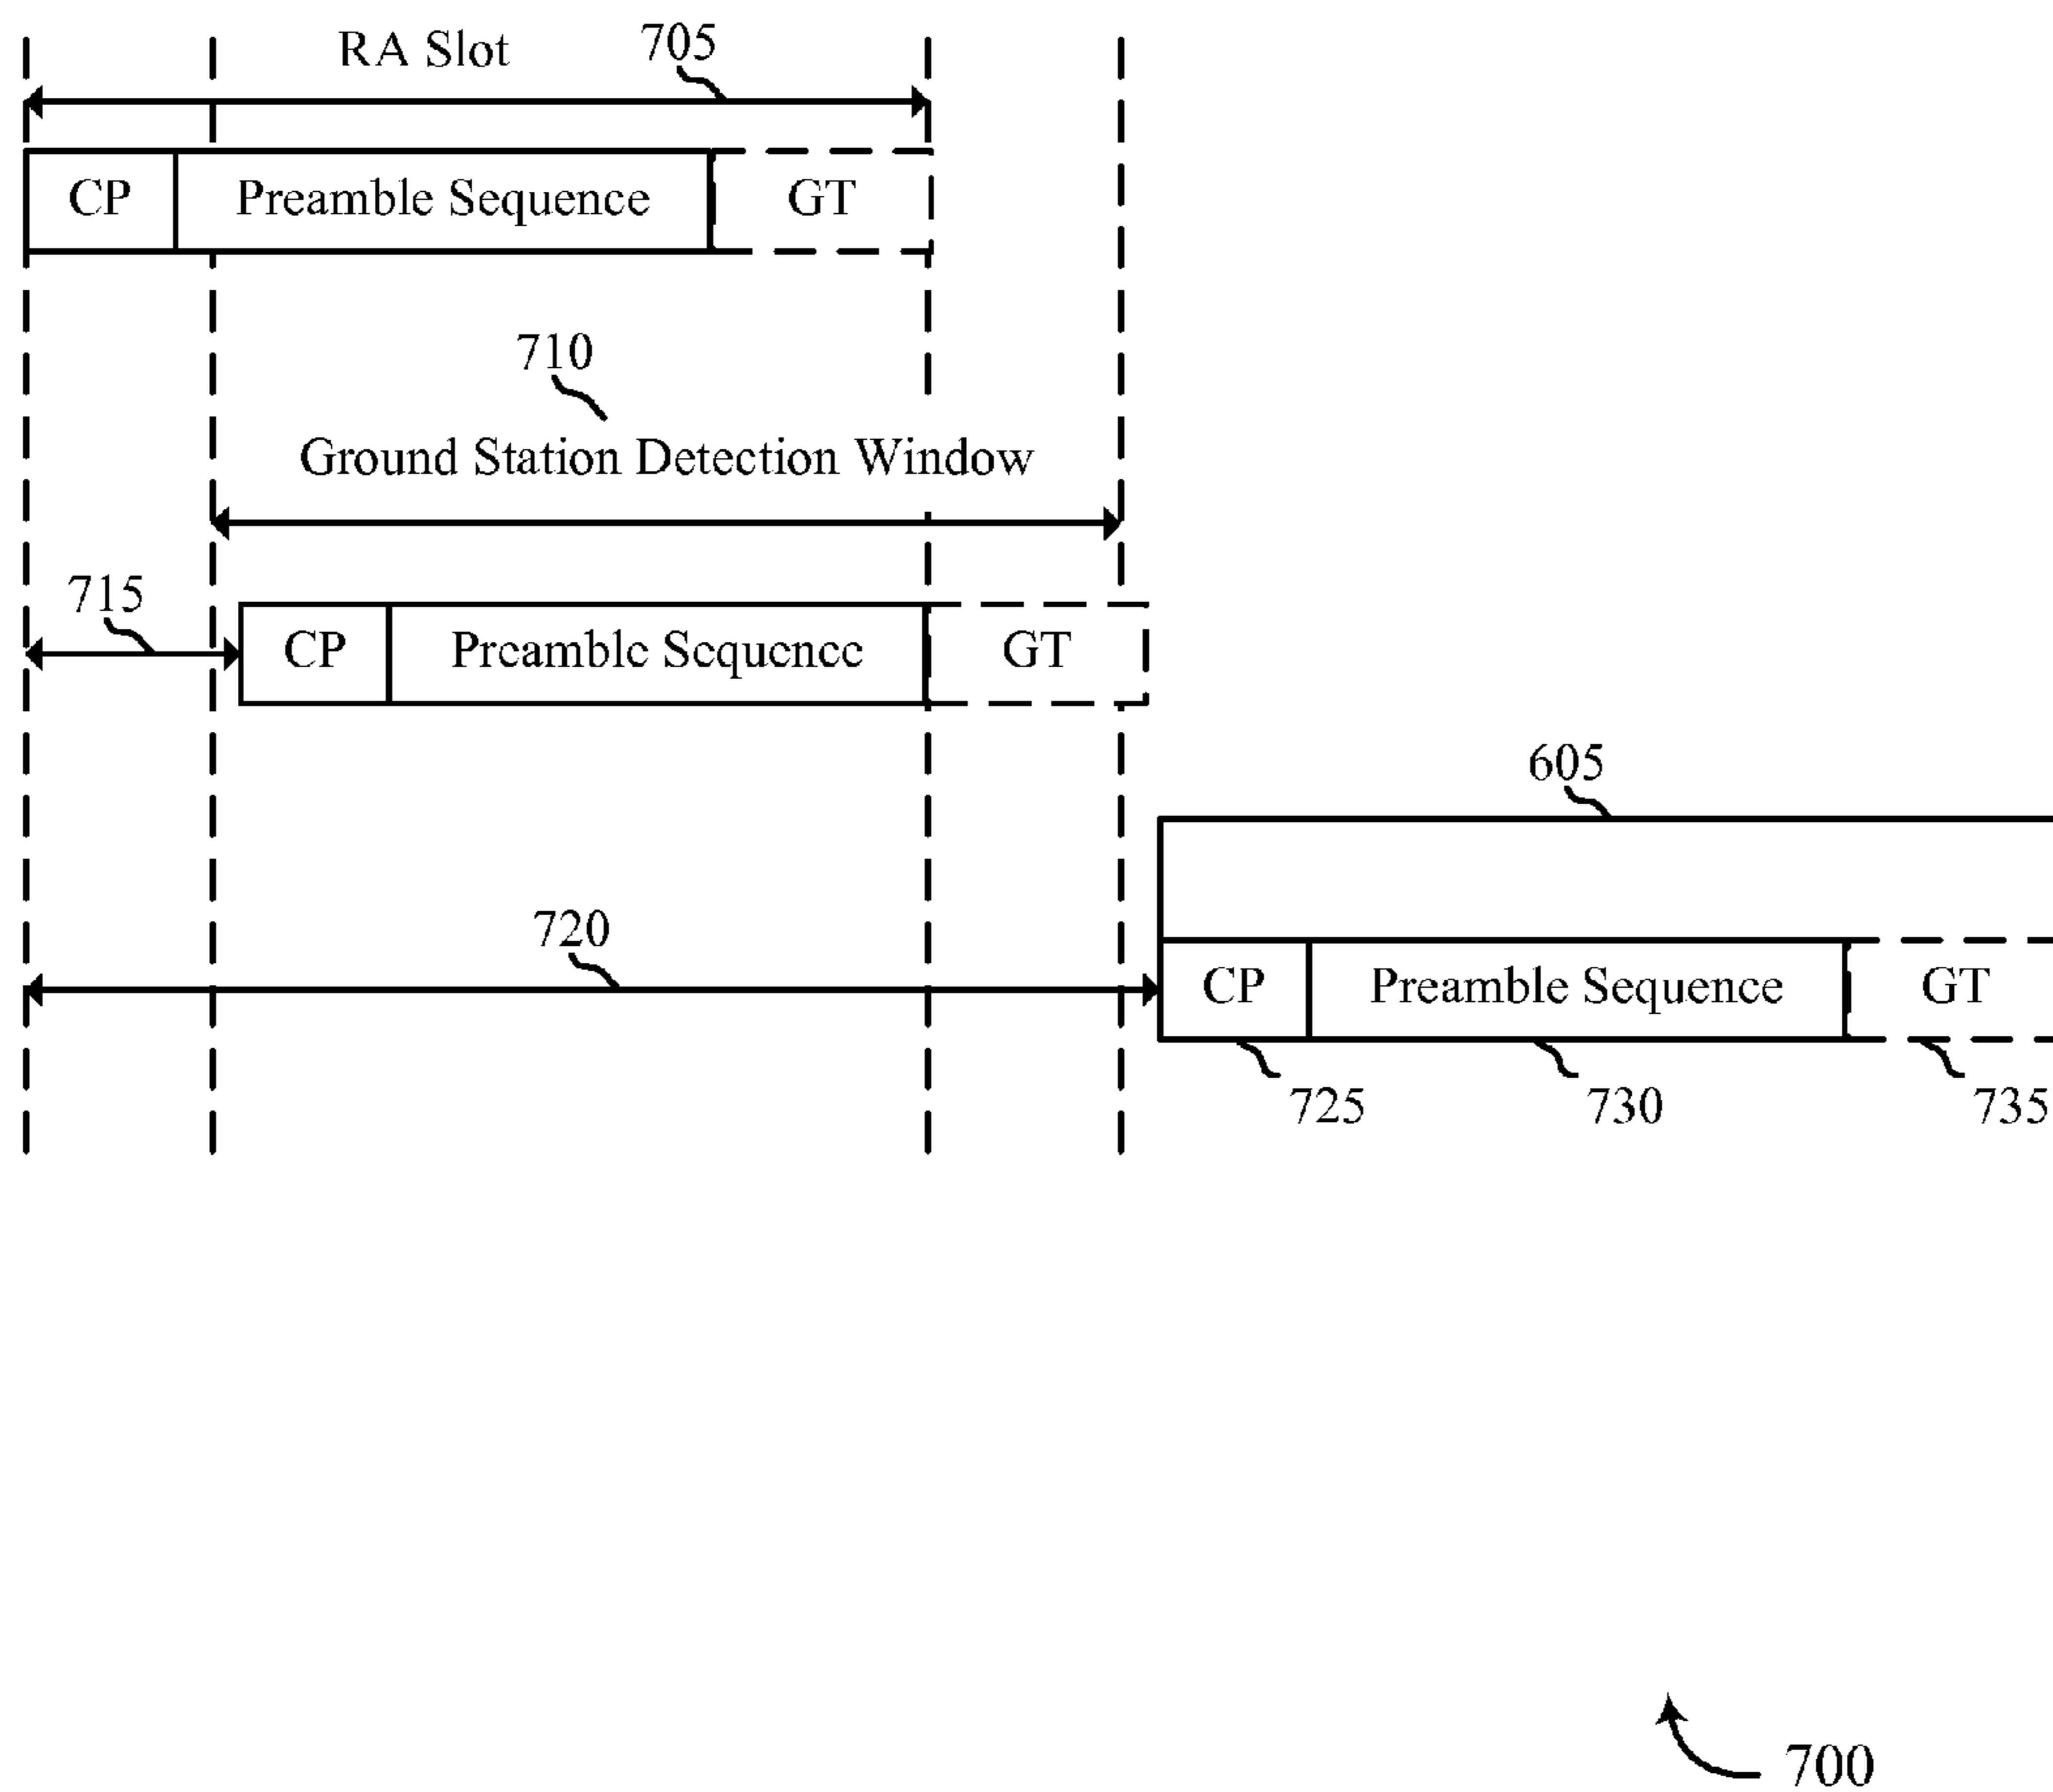 RA Slot
705
CP
Preamble Sequence
GT
710
Ground Station Detection Window
715
CP
Preamble Sequence
GT
605
720
CP
Preamble Sequence
GT
725
730
735
700